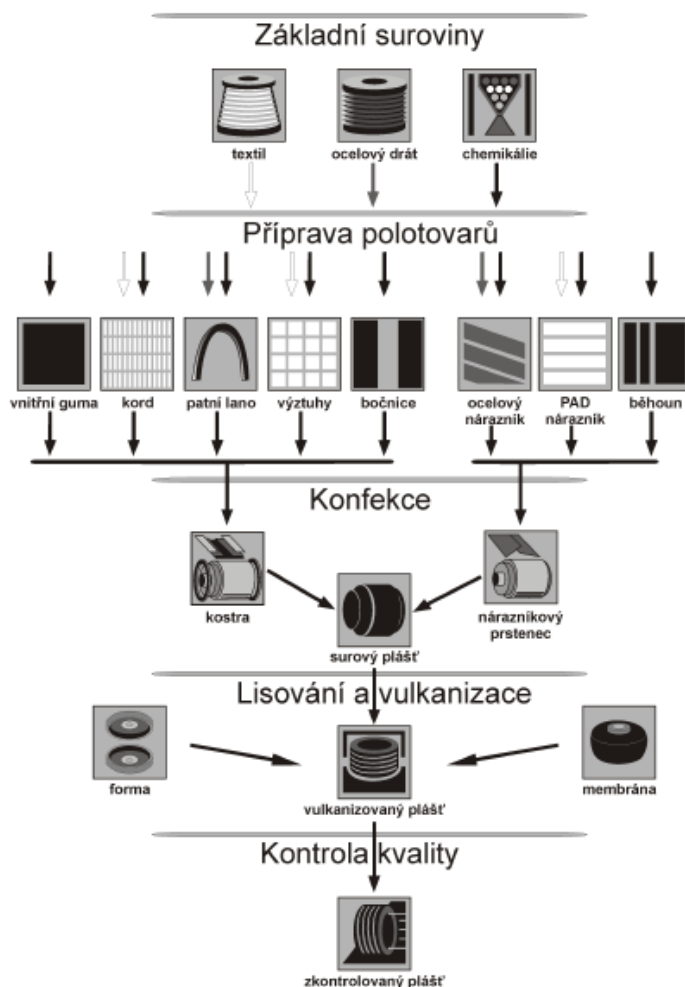 Základní suroviny
textil
ocelový drát
chemikálie
Příprava polotovarů
vnitřní guma
kord
patní lano
výztuhy
bočnice
ocelový
nárazník
PAD
nárazník
běhoun
Konfekce
kostra
nárazníkový
prstenec
surový plášť
Lisování a vulkanizace
forma
vulkanizovaný plášť
membrána
Kontrola kvality
zkontrolovaný plášť